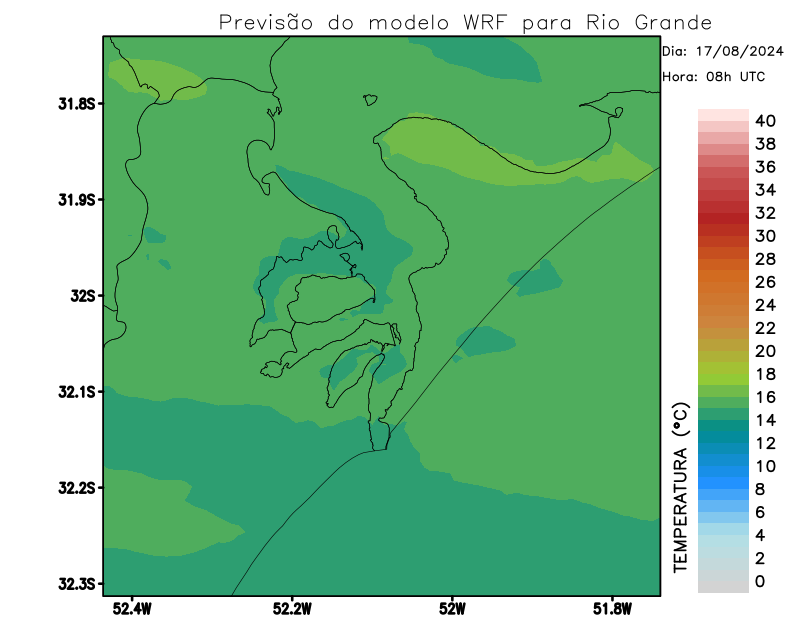 Previsão do modelo WRF para Rio Grande
Dia: 17/08/2024
Hora: 08h UTC
31.8S
31.9S
32S
32.1S
32.2S
32.3S
52.4W
52.2W
52W
51.8W
TEMPERATURA (°C)
40
38
36
34
32
30
28
26
24
22
20
18
16
14
12
10
8
6
4
2
0